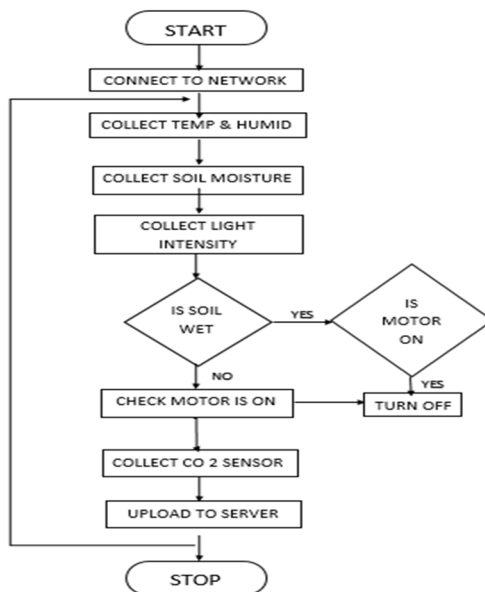 START
CONNECT TO NETWORK
COLLECT TEMP & HUMID
COLLECT SOIL MOISTURE
COLLECT LIGHT
INTENSITY
IS SOIL
WET
YES
IS
MOTOR
ON
NO
YES
CHECK MOTOR IS ON
TURN OFF
COLLECT CO 2 SENSOR
UPLOAD TO SERVER
STOP